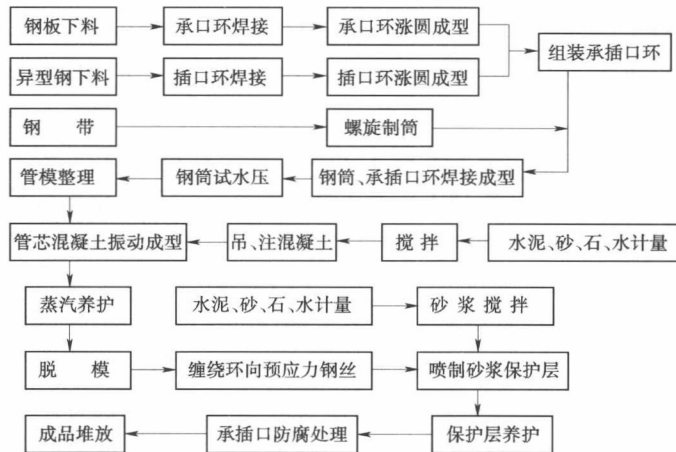 钢板下料 承口环焊接 承口环涨圆成型
组装承插口环
异型钢下料 插口环焊接 插口环涨圆成型
钢 带 螺旋制筒
管模整理 钢筒试水压 钢筒、承插口环焊接成型
管芯混凝土振动成型 吊、注混凝土 搅 拌 水泥、砂、石、水计量
蒸汽养护 水泥、砂、石、水计量 砂 浆 搅 拌
脱 模 缠绕环向预应力钢丝 喷制砂浆保护层
成品堆放 承插口防腐处理 保护层养护